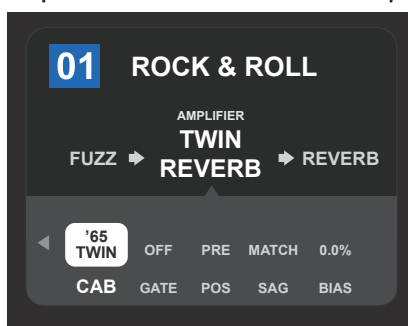 01 ROCK & ROLL
AMPLIFIER
TWIN
FUZZ REVERB REVERB
'65
TWIN OFF PRE MATCH 0.0%
CAB GATE POS SAG BIAS